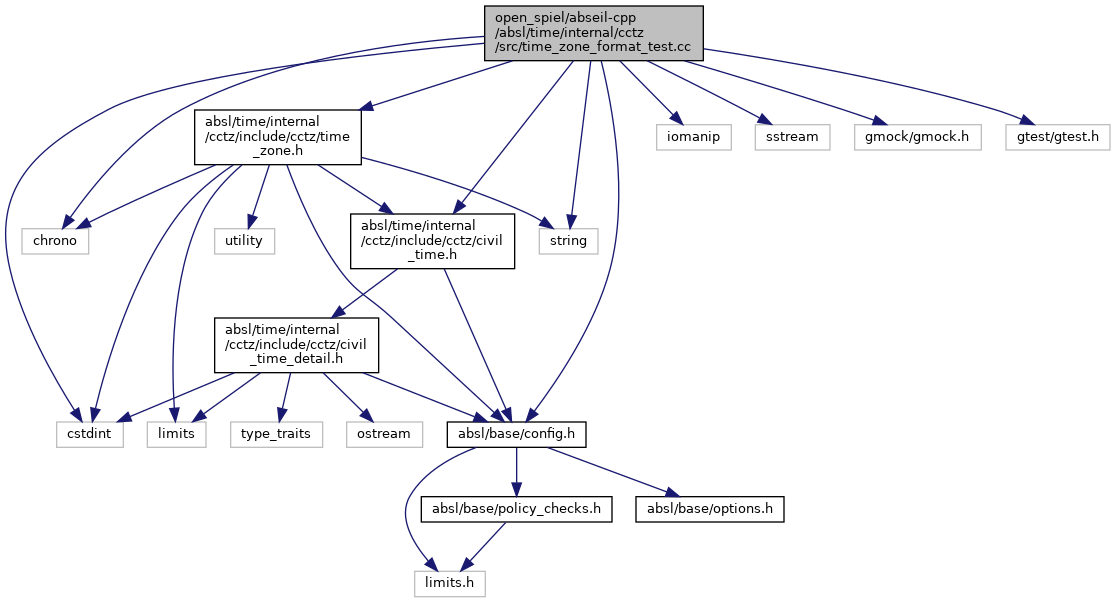 open_spiel/abseil-cpp
/absl/time/internal/cctz
/src/time_zone_format_test.cc
absl/time/internal
/cctz/include/cctz/time
_zone.h
iomanip
sstream
gmock/gmock.h
gtest/gtest.h
chrono
utility
absl/time/internal
/cctz/include/cctz/civil
_time.h
string
absl/time/internal
/cctz/include/cctz/civil
_time_detail.h
cstdint
limits
type_traits
ostream
absl/base/config.h
absl/base/policy_checks.h
absl/base/options.h
limits.h